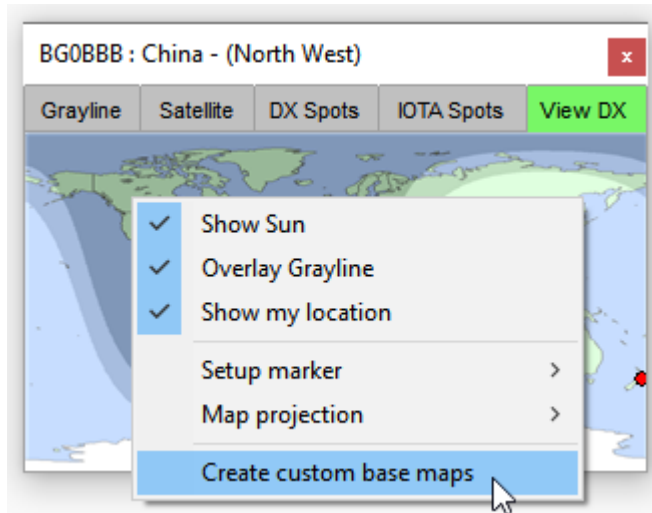 BG0BBB : China - (North West)
x
Grayline Satellite DX Spots IOTA Spots View DX
Show Sun
Overlay Grayline
Show my location
Setup marker
Map projection
Create custom base maps